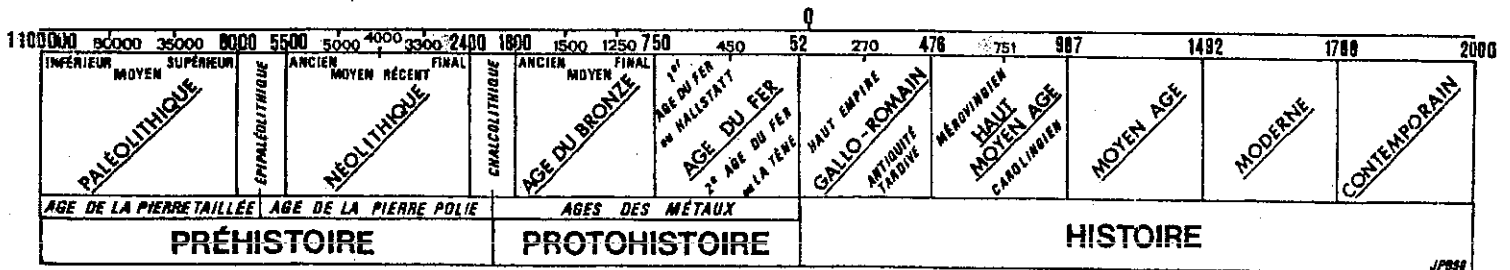 0
1100000 80000 35000 8000 5500 5000 4000 3300 2400 1800 1500 1250 750 450 52 270 476 751 987 1492 1789 2000
INFÉRIEUR MOYEN SUPÉRIEUR
PALÉOLITHIQUE
ÉPIPALÉOLITHIQUE
ANCIEN MOYEN RÉCENT FINAL
NÉOLITHIQUE
CHALCOLITHIQUE
ANCIEN MOYEN FINAL
AGE DU BRONZE
1er
AGE DU FER
ou HALLSTATT
AGE DU FER
2e AGE DU FER
ou LA TÈNE
HAUT EMPIRE
GALLO-ROMAIN
ANTIQUITÉ
TARDIVE
MÉROVINGIEN
HAUT
MOYEN AGE
CAROLINGIEN
MOYEN AGE
MODERNE
CONTEMPORAIN
AGE DE LA PIERRE TAILLÉE AGE DE LA PIERRE POLIE AGES DES MÉTAUX
PRÉHISTOIRE PROTOHISTOIRE HISTOIRE